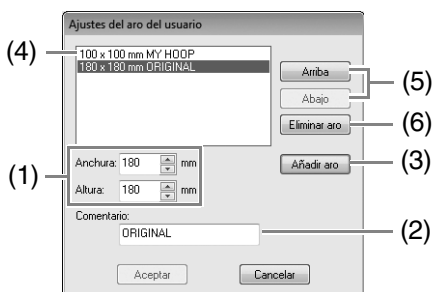 Ajustes del aro del usuario
(4)
100 x 100 mm MY HOOP
180 x 180 mm ORIGINAL
Arriba
(5)
Abajo
Eliminar aro
(6)
(1)
Anchura: 180 mm
Añadir aro
(3)
Altura: 180 mm
Comentario:
ORIGINAL
(2)
Aceptar
Cancelar